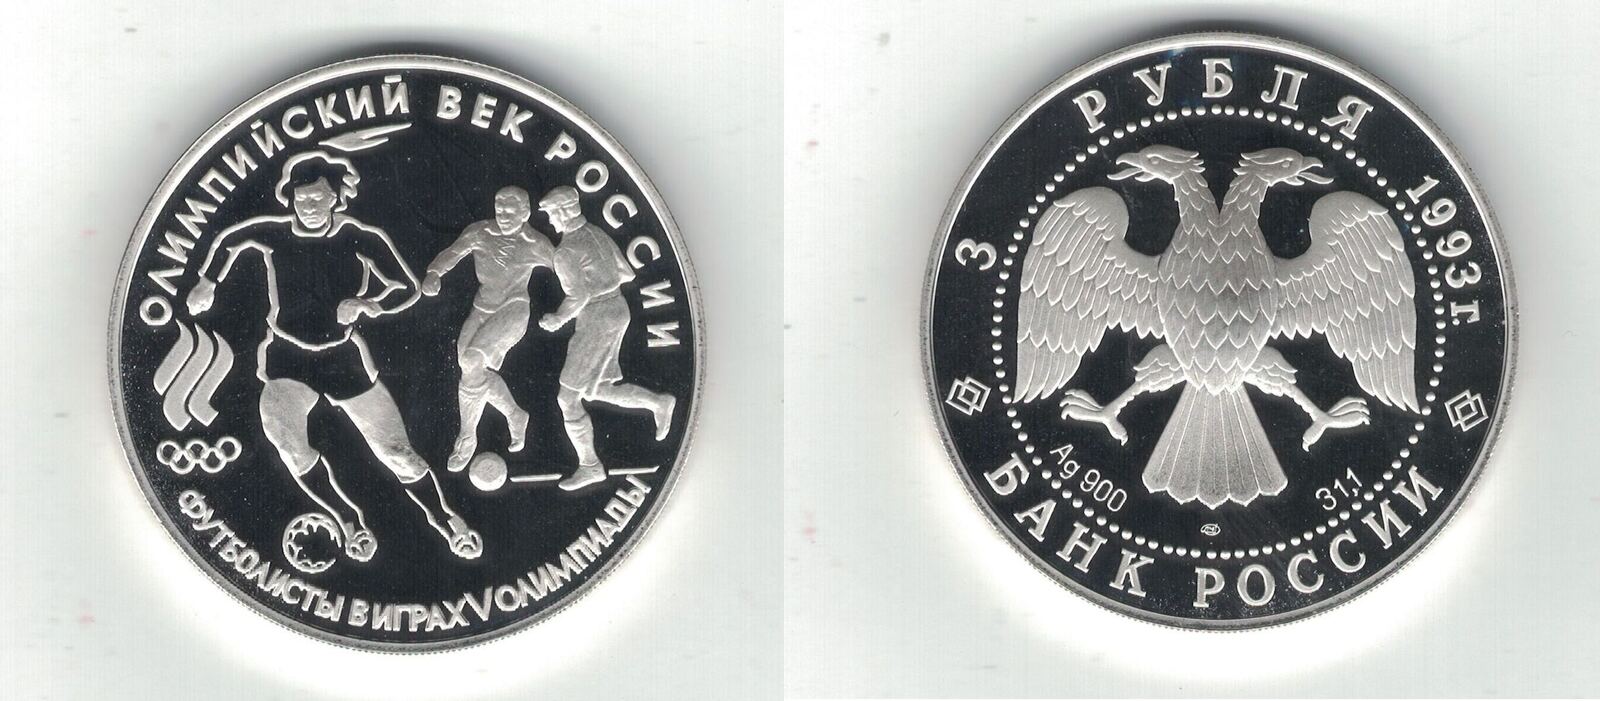 ОЛИМПИЙСКИЙ ВЕК РОССИИ
ФУТБОЛИСТЫ В ИГРАХ V ОЛИМПИАДЫ
3 РУБЛЯ 1993 г.
Ag 900
31,1
БАНК РОССИИ